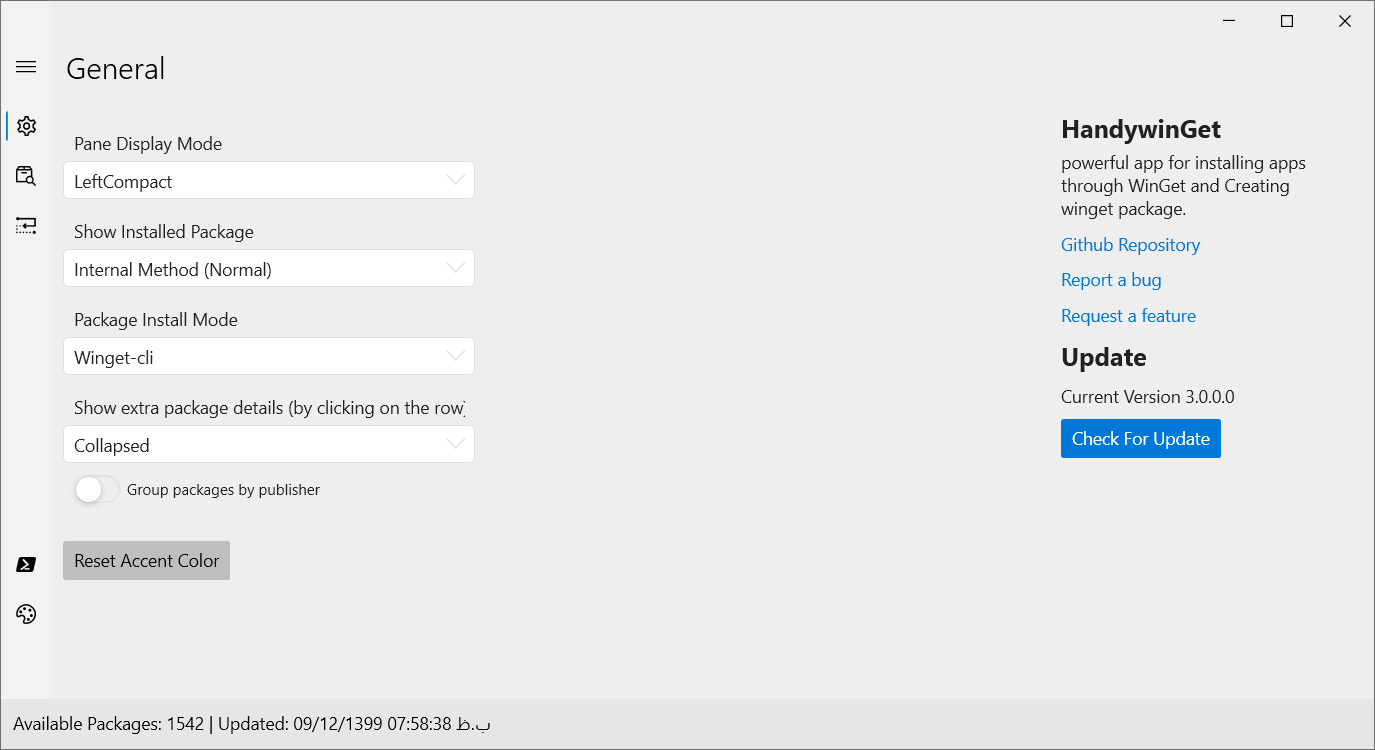 General
Pane Display Mode
LeftCompact
Show Installed Package
Internal Method (Normal)
Package Install Mode
Winget-cli
Show extra package details (by clicking on the row)
Collapsed
Group packages by publisher
Reset Accent Color
HandywinGet
powerful app for installing apps
through WinGet and Creating
winget package.
Github Repository
Report a bug
Request a feature
Update
Current Version 3.0.0.0
Check For Update
Available Packages: 1542 | Updated: 09/12/1399 07:58:38 ب.ظ